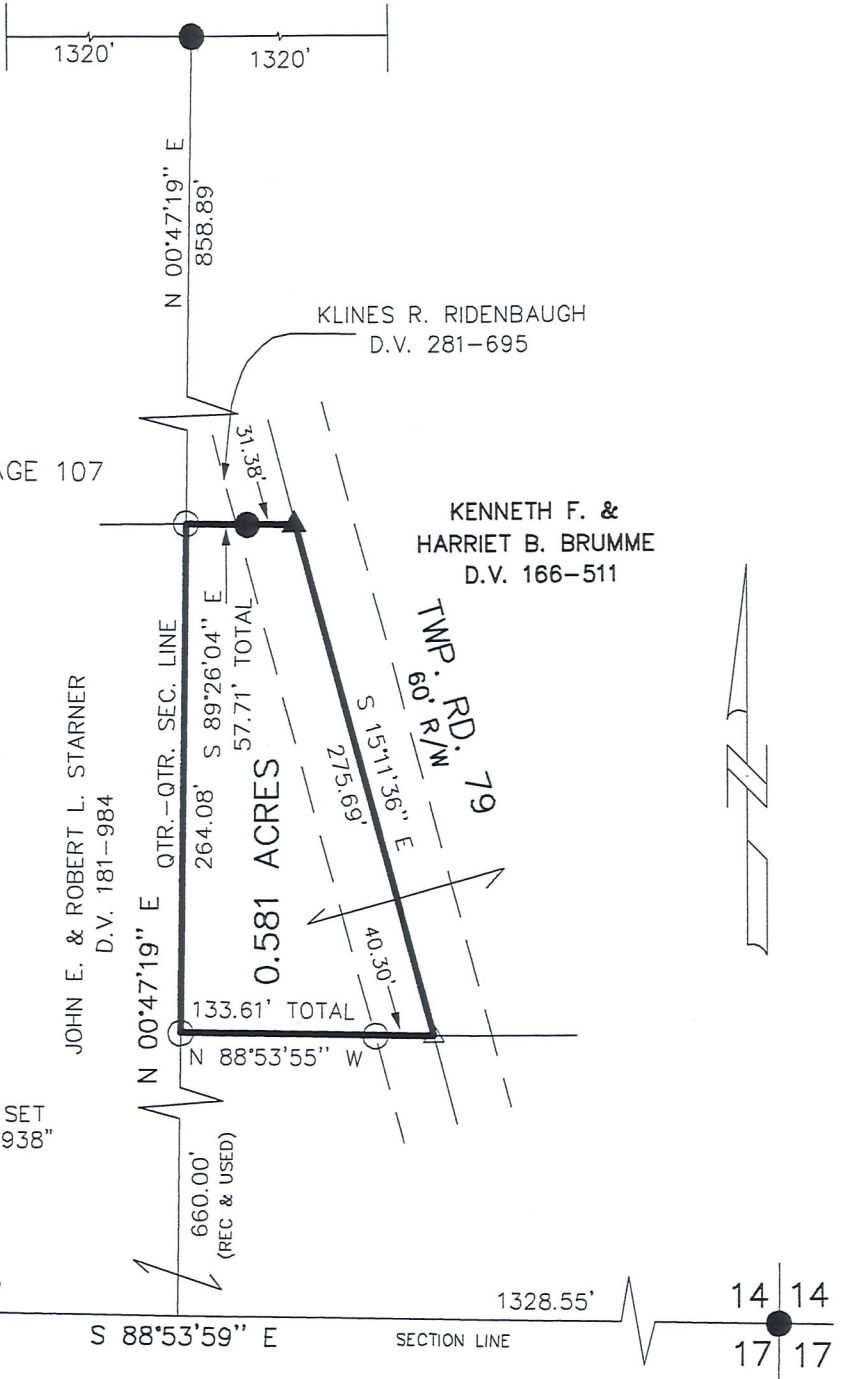 1320'
1320'
N 00°47'19" E
858.89'
KLINES R. RIDENBAUGH
D.V. 281-695
31.38'
AGE 107
KENNETH F. &
HARRIET B. BRUMME
D.V. 166-511
TWP. RD. 79
60' R/W
S 15°11'36" E
275.69'
S 89°26'04" E
57.71' TOTAL
QTR.-QTR. SEC. LINE
264.08'
N 00°47'19" E
JOHN E. & ROBERT L. STARNER
D.V. 181-984
0.581 ACRES
40.30'
133.61' TOTAL
N 88°53'55" W
SET
938"
660.00'
(REC & USED)
1328.55'
S 88°53'59" E
SECTION LINE
14 14
17 17
N